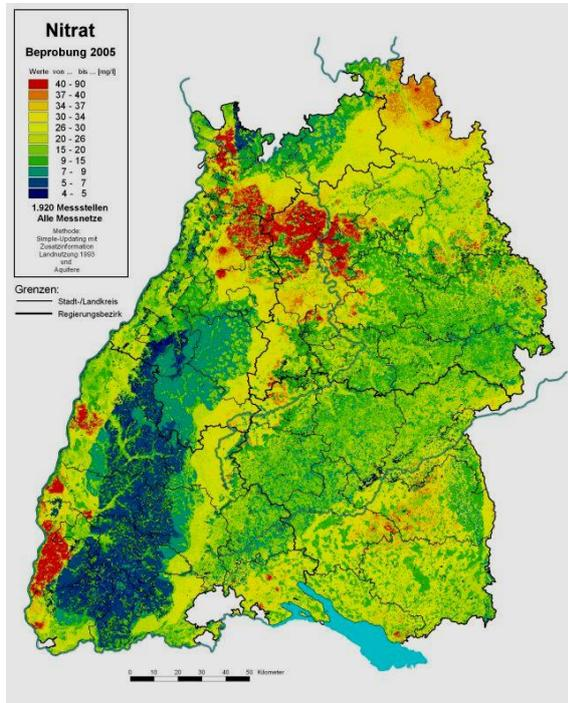 Nitrat
Beprobung 2005
Werte von ... bis ... [mg/l]
40 - 90
37 - 40
34 - 37
30 - 34
26 - 30
20 - 26
15 - 20
9 - 15
7 - 9
5 - 7
4 - 5
1.920 Messstellen
Alle Messnetze
Methode:
Simple-Updating mit
Zusatzinformation
Landnutzung 1993
und
Aquifere
Grenzen:
Stadt-/Landkreis
Regierungsbezirk
0 10 20 30 40 50 Kilometer